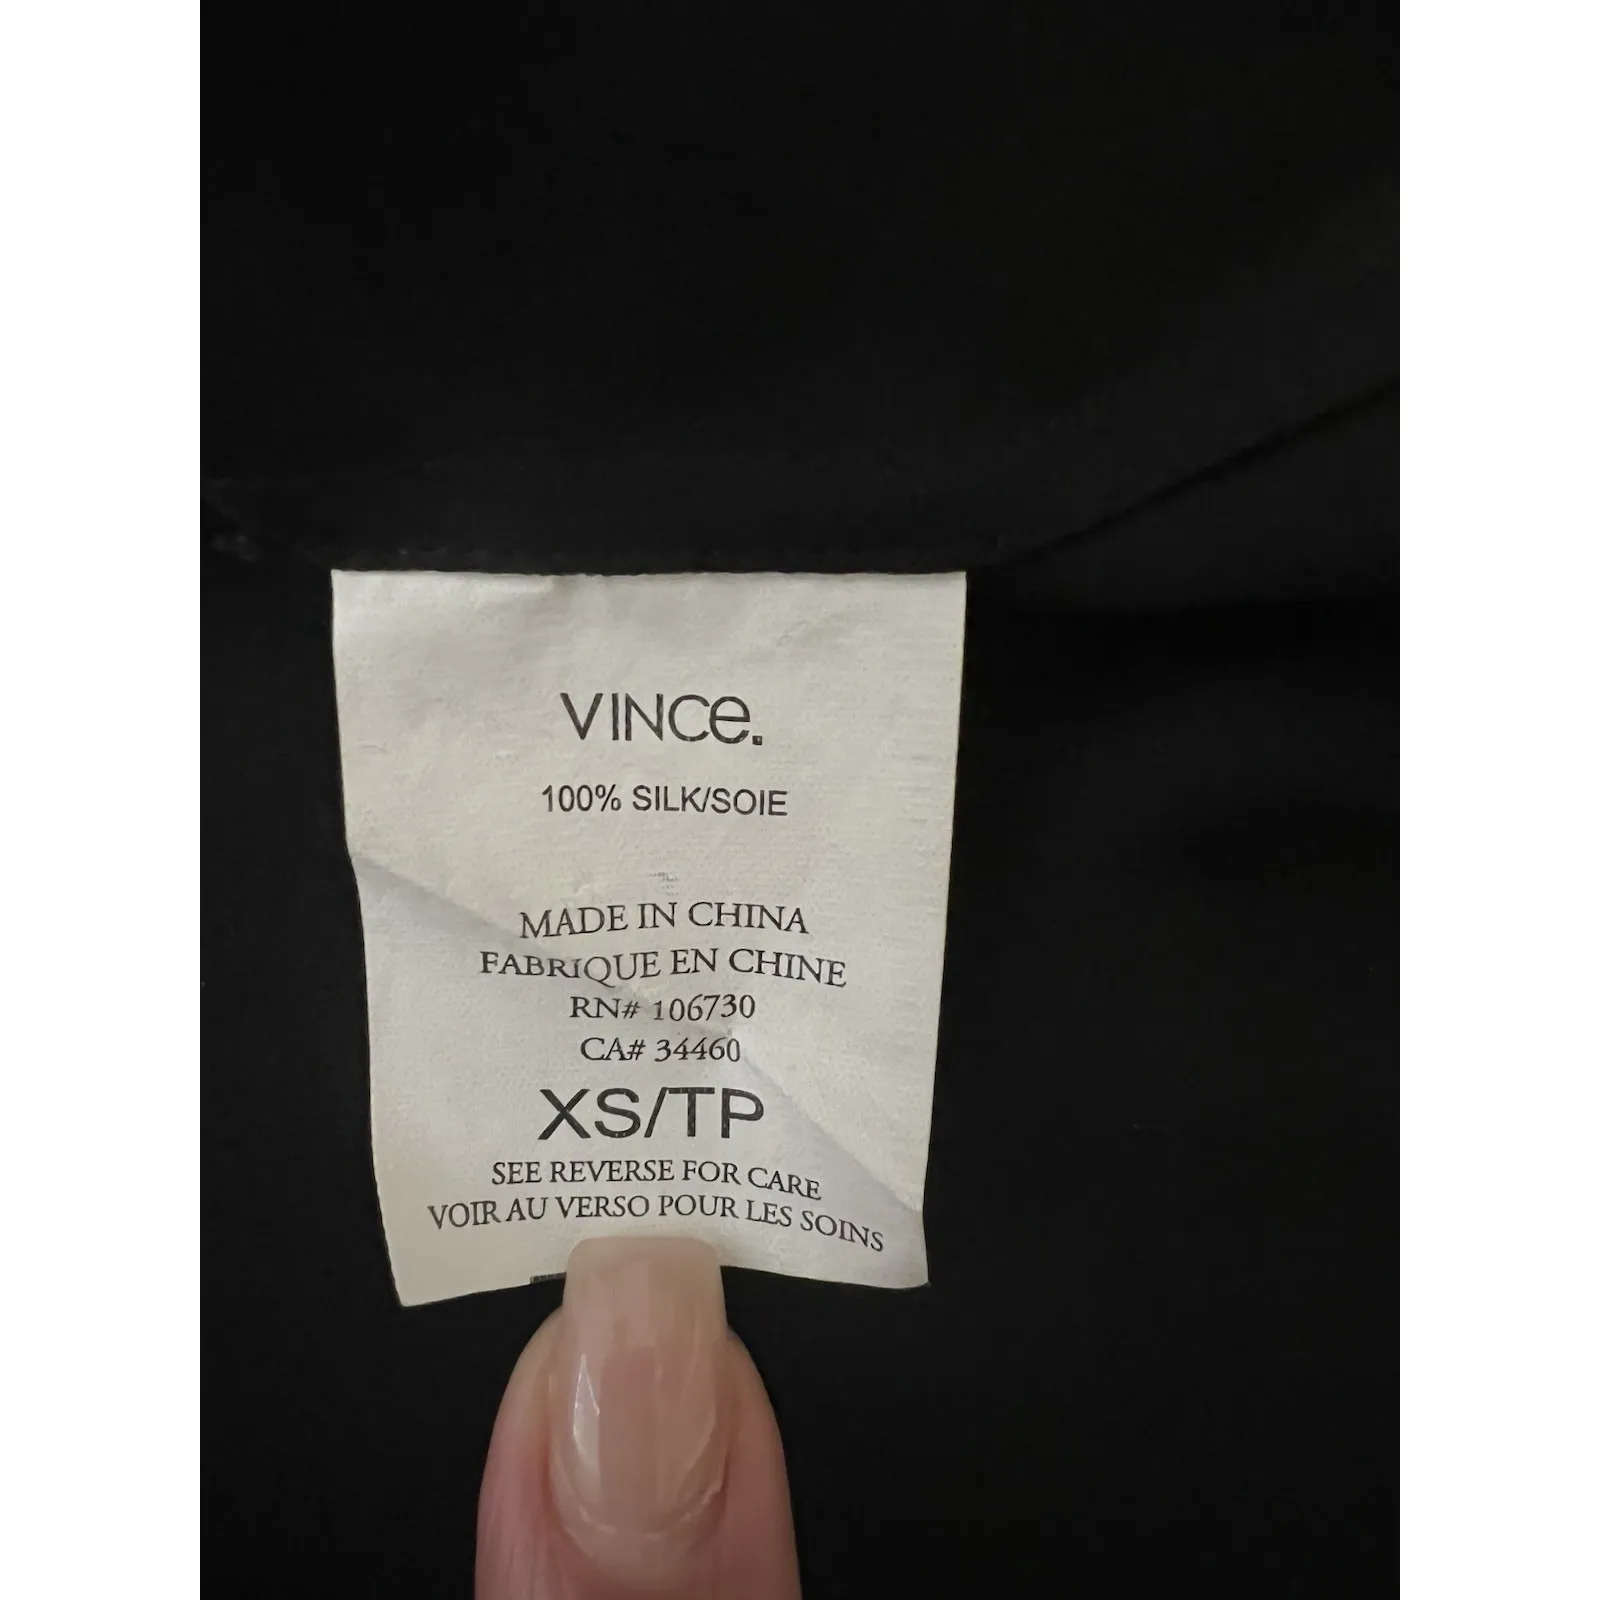 VINCe.
100% SILK/SOIE
MADE IN CHINA
FABRIQUE EN CHINE
RN# 106730
CA# 34460
XS/TP
SEE REVERSE FOR CARE
VOIR AU VERSO POUR LES SOINS